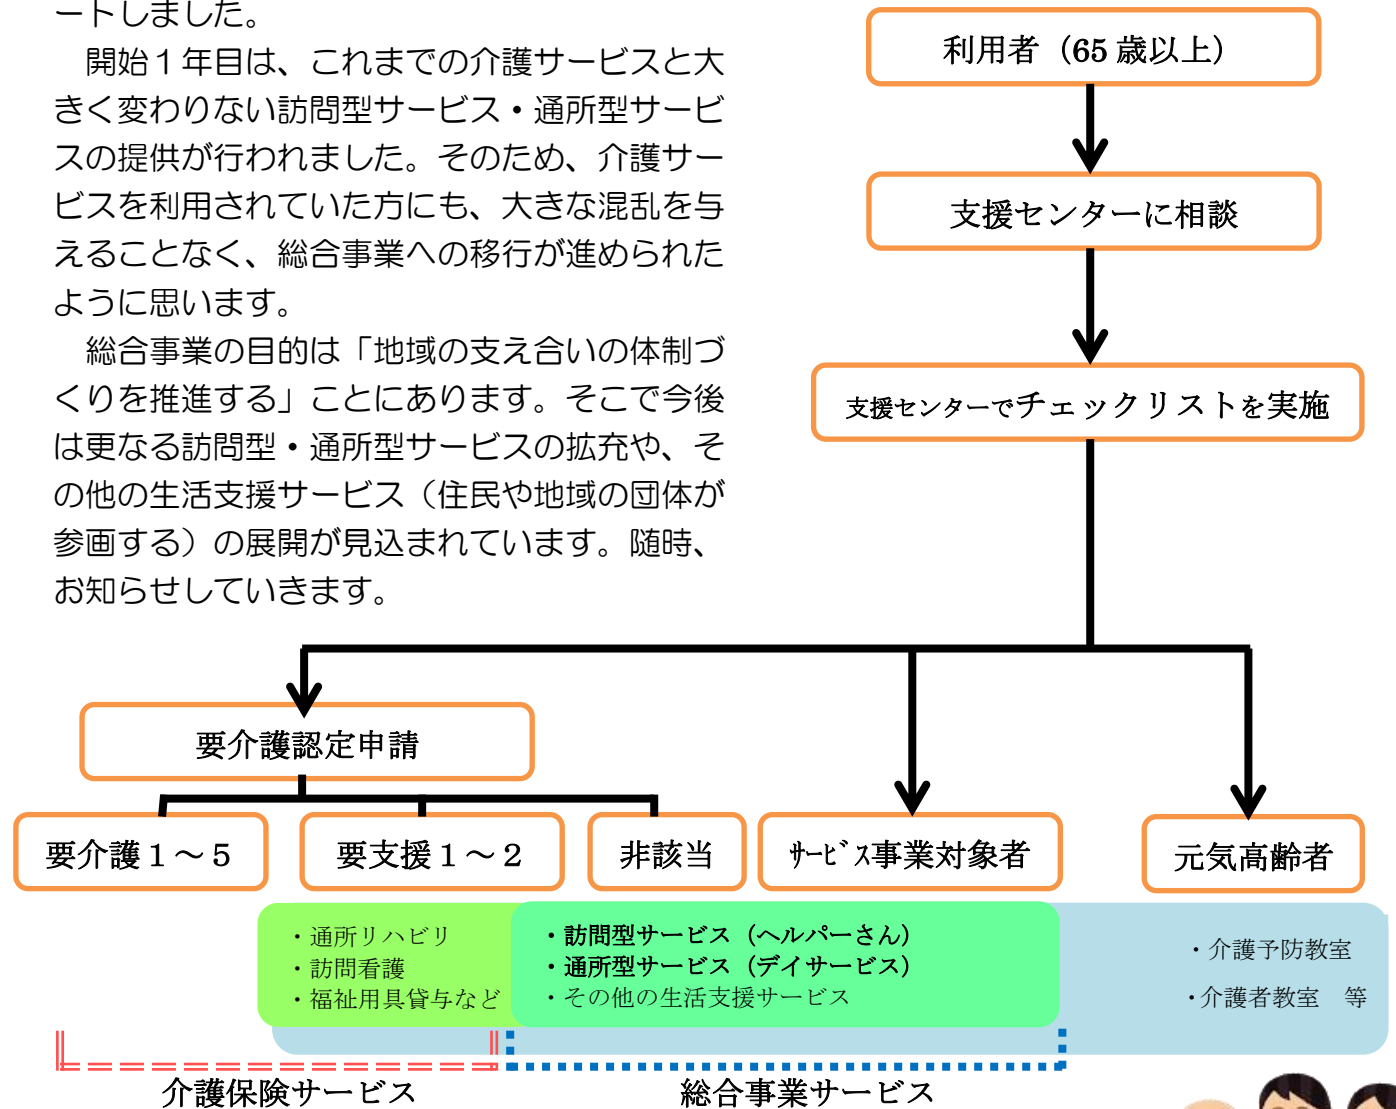 ートしました。
開始１年目は、これまでの介護サービスと大
きく変わりない訪問型サービス・通所型サービ
スの提供が行われました。そのため、介護サー
ビスを利用されていた方にも、大きな混乱を与
えることなく、総合事業への移行が進められた
ように思います。
総合事業の目的は「地域の支え合いの体制づ
くりを推進する」ことにあります。そこで今後
は更なる訪問型・通所型サービスの拡充や、そ
の他の生活支援サービス（住民や地域の団体が
参画する）の展開が見込まれています。随時、
お知らせしていきます。
利用者（65 歳以上）
支援センターに相談
支援センターでチェックリストを実施
要介護認定申請
要介護１～５
要支援１～２
非該当
ｻｰﾋﾞｽ事業対象者
元気高齢者
・通所リハビリ
・訪問看護
・福祉用具貸与など
・訪問型サービス（ヘルパーさん）
・通所型サービス（デイサービス）
・その他の生活支援サービス
・介護予防教室
・介護者教室　等
介護保険サービス
総合事業サービス